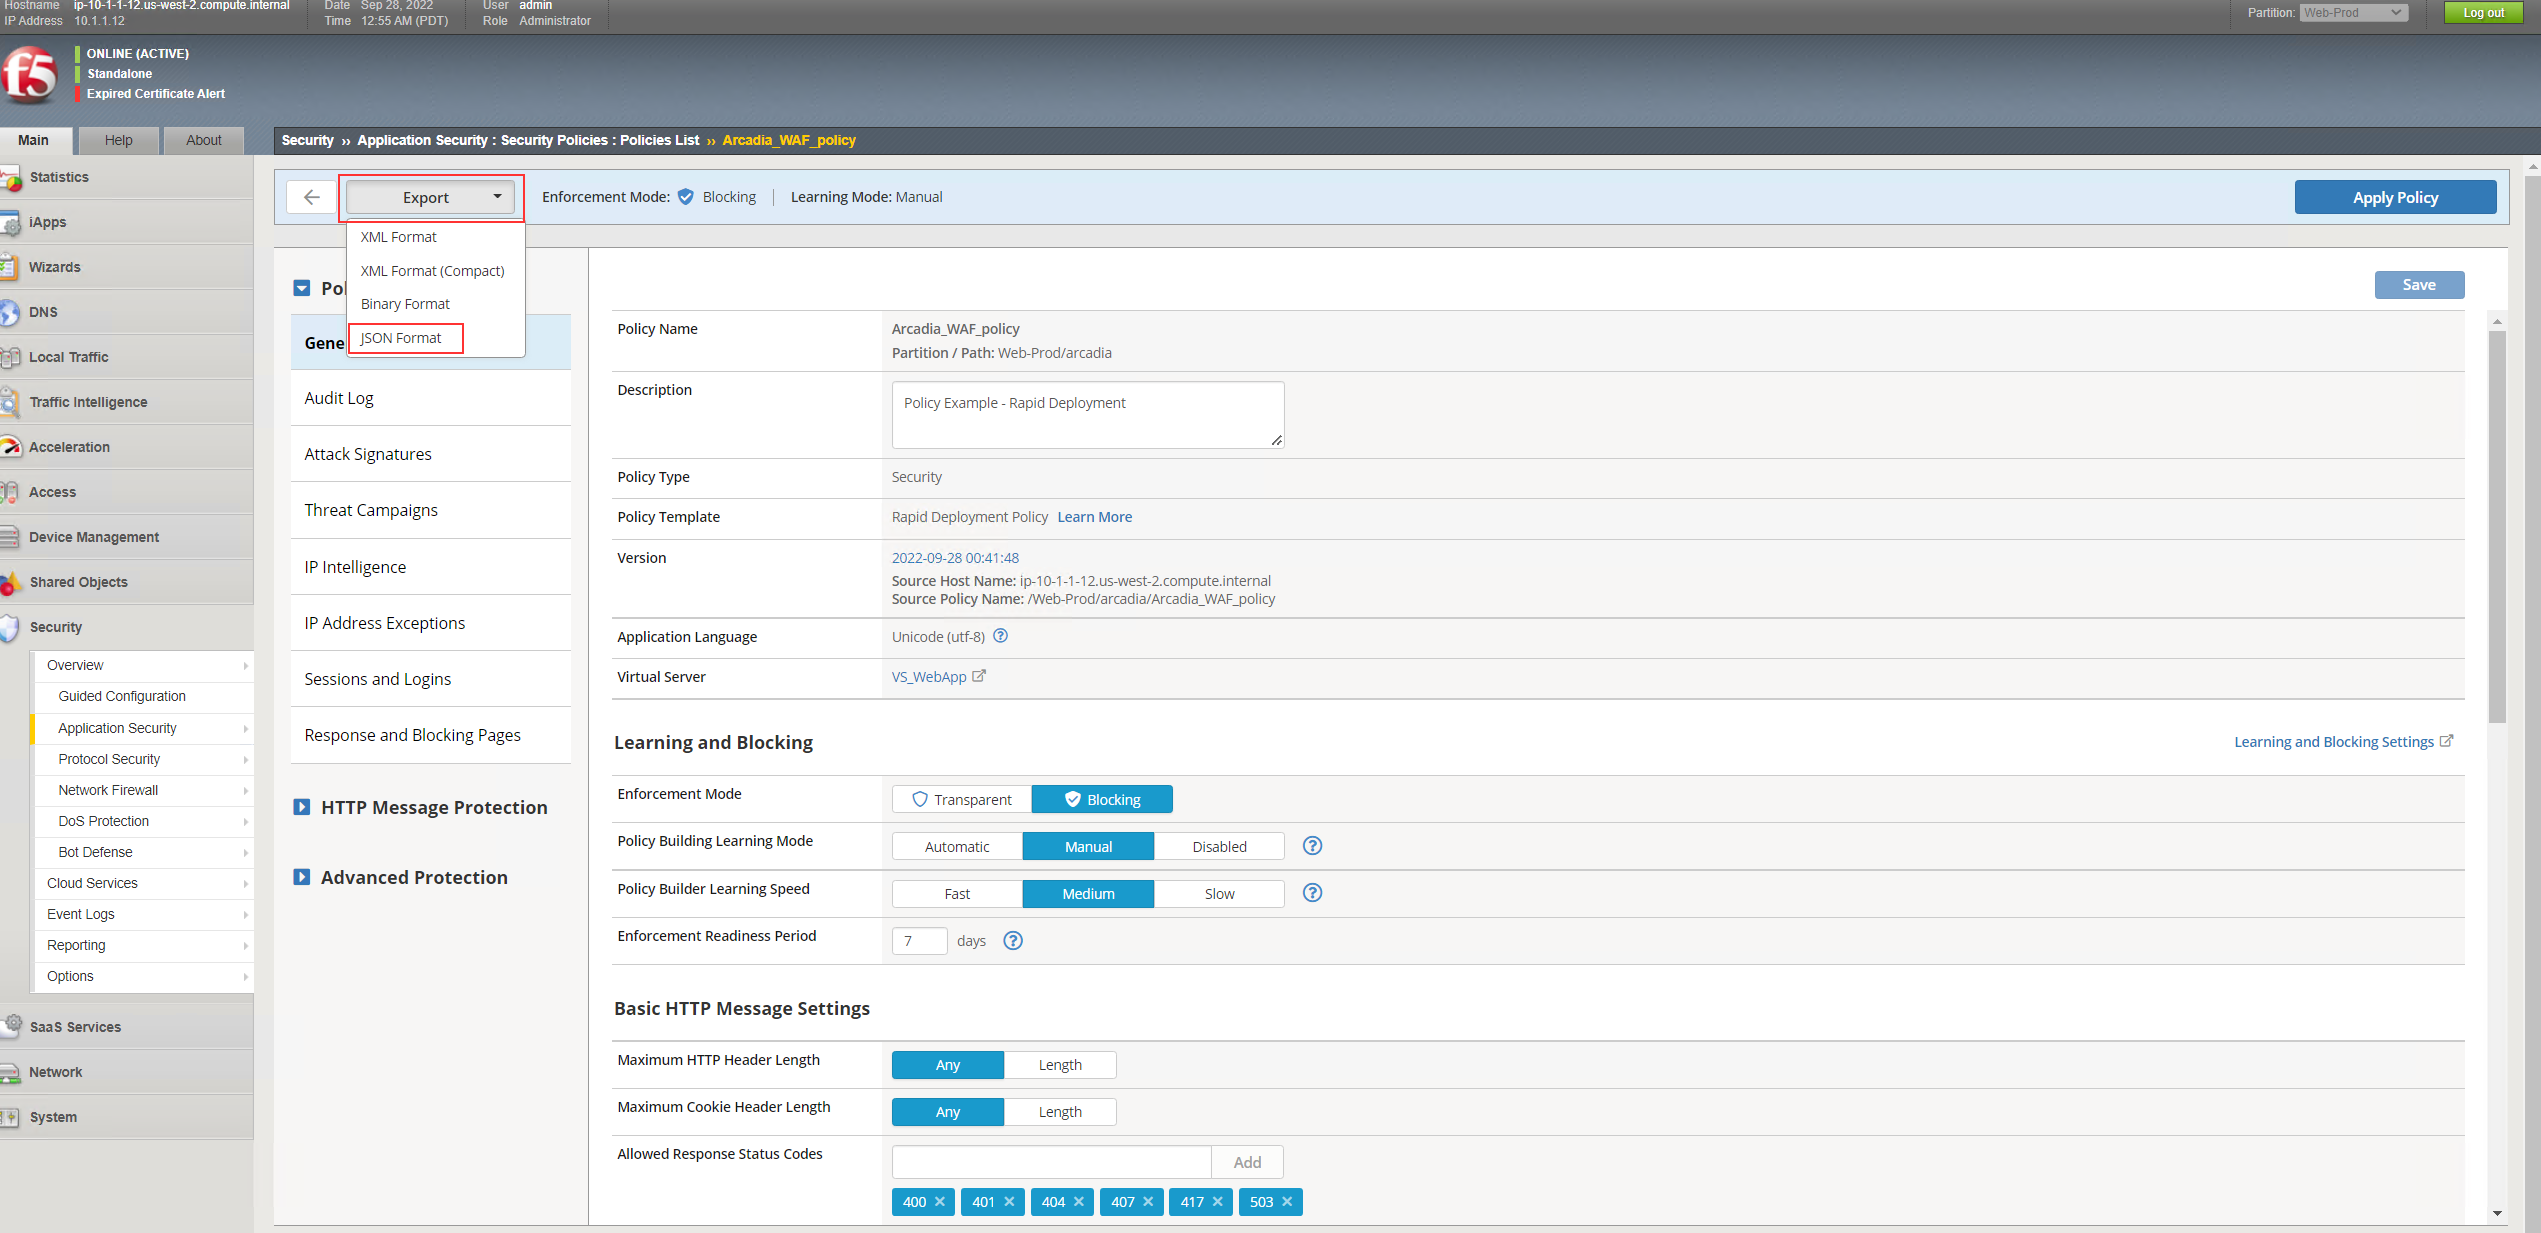 Hostname ip-10-1-1-12.us-west-2.compute.internal Date Sep 28, 2022 User admin
IP Address 10.1.1.12 Time 12:55 AM (PDT) Role Administrator
Partition: Web-Prod Log out
f5
ONLINE (ACTIVE)
Standalone
Expired Certificate Alert
Main Help About
Security ›› Application Security : Security Policies : Policies List ›› Arcadia_WAF_policy
Statistics
iApps
Wizards
DNS
Local Traffic
Traffic Intelligence
Acceleration
Access
Device Management
Shared Objects
Security
Overview
Guided Configuration
Application Security
Protocol Security
Network Firewall
DoS Protection
Bot Defense
Cloud Services
Event Logs
Reporting
Options
SaaS Services
Network
System
Export Enforcement Mode: Blocking Learning Mode: Manual Apply Policy
XML Format
XML Format (Compact)
Binary Format
JSON Format
Pol
Gene
Audit Log
Attack Signatures
Threat Campaigns
IP Intelligence
IP Address Exceptions
Sessions and Logins
Response and Blocking Pages
HTTP Message Protection
Advanced Protection
Save
Policy Name Arcadia_WAF_policy
Partition / Path: Web-Prod/arcadia
Description Policy Example - Rapid Deployment
Policy Type Security
Policy Template Rapid Deployment Policy Learn More
Version 2022-09-28 00:41:48
Source Host Name: ip-10-1-1-12.us-west-2.compute.internal
Source Policy Name: /Web-Prod/arcadia/Arcadia_WAF_policy
Application Language Unicode (utf-8) ?
Virtual Server VS_WebApp
Learning and Blocking Learning and Blocking Settings
Enforcement Mode Transparent Blocking
Policy Building Learning Mode Automatic Manual Disabled ?
Policy Builder Learning Speed Fast Medium Slow ?
Enforcement Readiness Period 7 days ?
Basic HTTP Message Settings
Maximum HTTP Header Length Any Length
Maximum Cookie Header Length Any Length
Allowed Response Status Codes Add
400 × 401 × 404 × 407 × 417 × 503 ×